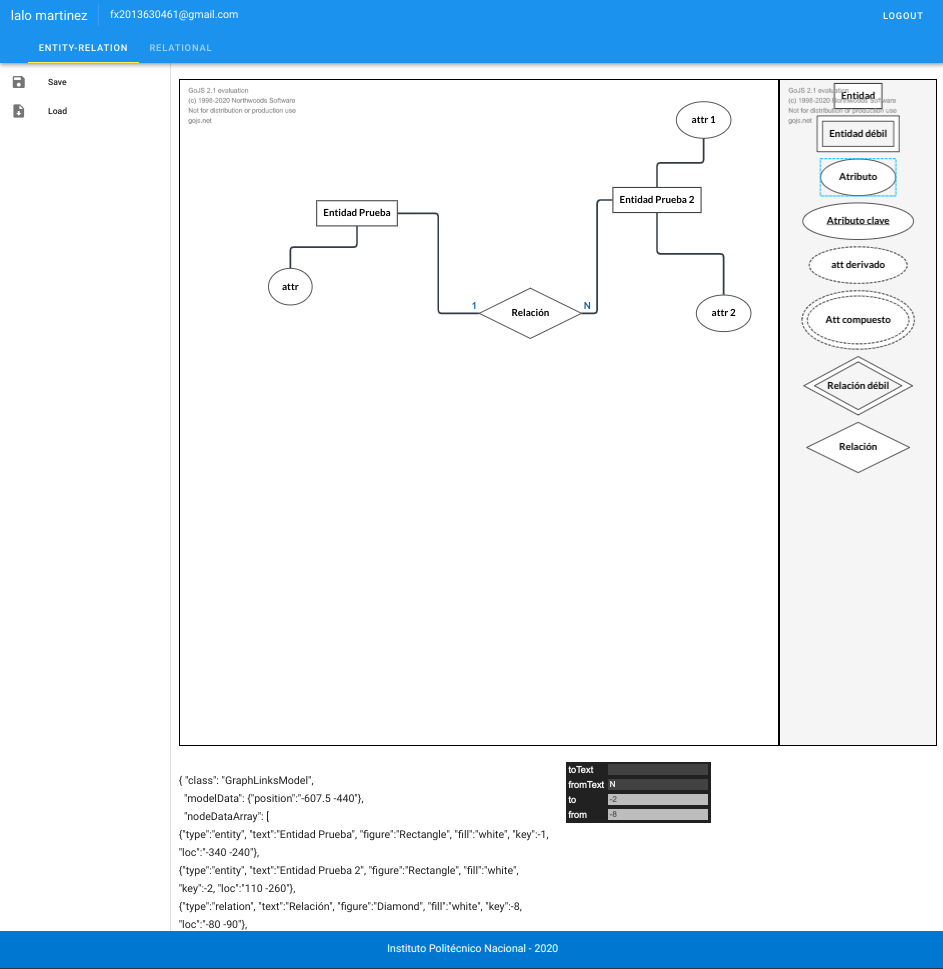 lalo martinez
fx2013630461@gmail.com
LOGOUT
ENTITY-RELATION
RELATIONAL
Save
Load
GoJS 2.1 evaluation
(c) 1998-2020 Northwoods Software
Not for distribution or production use
gojs.net
attr 1
Entidad Prueba
Entidad Prueba 2
attr
1
Relación
N
attr 2
GoJS 2.1 evaluation
(c) 1998-2020 Northwoods Software
Not for distribution or production use
gojs.net
Entidad
Entidad débil
Atributo
Atributo clave
att derivado
Att compuesto
Relación débil
Relación
{ "class": "GraphLinksModel",
"modelData": {"position":"-607.5 -440"},
"nodeDataArray": [
{"type":"entity", "text":"Entidad Prueba", "figure":"Rectangle", "fill":"white", "key":-1,
"loc":"-340 -240"},
{"type":"entity", "text":"Entidad Prueba 2", "figure":"Rectangle", "fill":"white",
"key":-2, "loc":"110 -260"},
{"type":"relation", "text":"Relación", "figure":"Diamond", "fill":"white", "key":-8,
"loc":"-80 -90"},
toText
fromText N
to -2
from -8
Instituto Politécnico Nacional - 2020